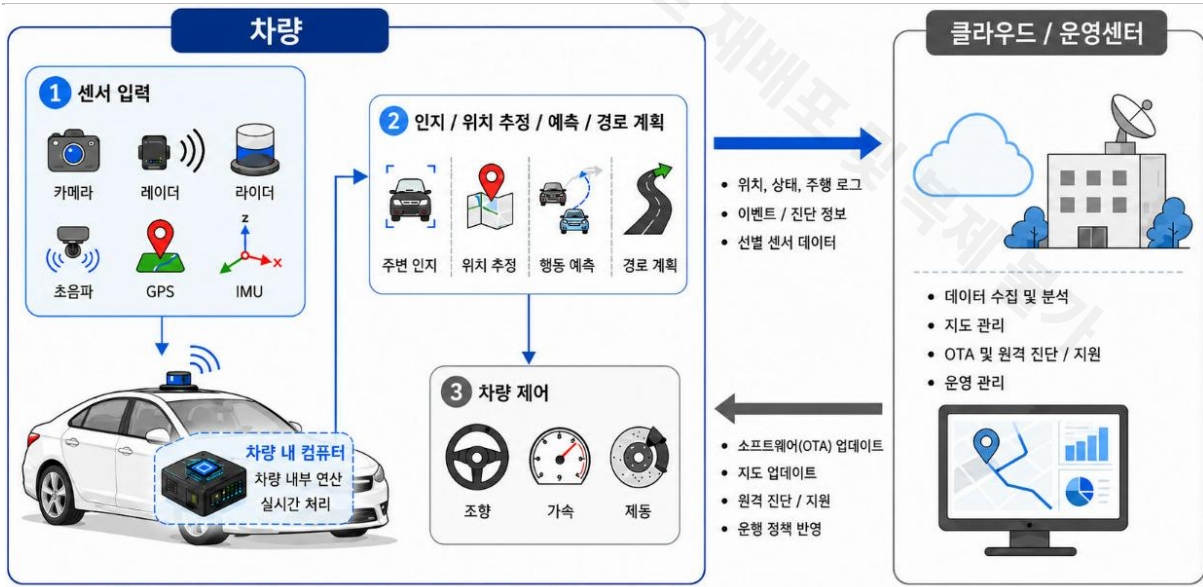 차량
클라우드 / 운영센터
1 센서 입력
카메라
레이더
라이더
초음파
GPS
z
x
IMU
차량 내 컴퓨터
차량 내부 연산
실시간 처리
2 인지 / 위치 추정 / 예측 / 경로 계획
주변 인지
위치 추정
행동 예측
경로 계획
3 차량 제어
조향
가속
제동
• 위치, 상태, 주행 로그
• 이벤트 / 진단 정보
• 선별 센서 데이터
• 소프트웨어(OTA) 업데이트
• 지도 업데이트
• 원격 진단 / 지원
• 운행 정책 반영
• 데이터 수집 및 분석
• 지도 관리
• OTA 및 원격 진단 / 지원
• 운영 관리
재배포 및 복제 불가